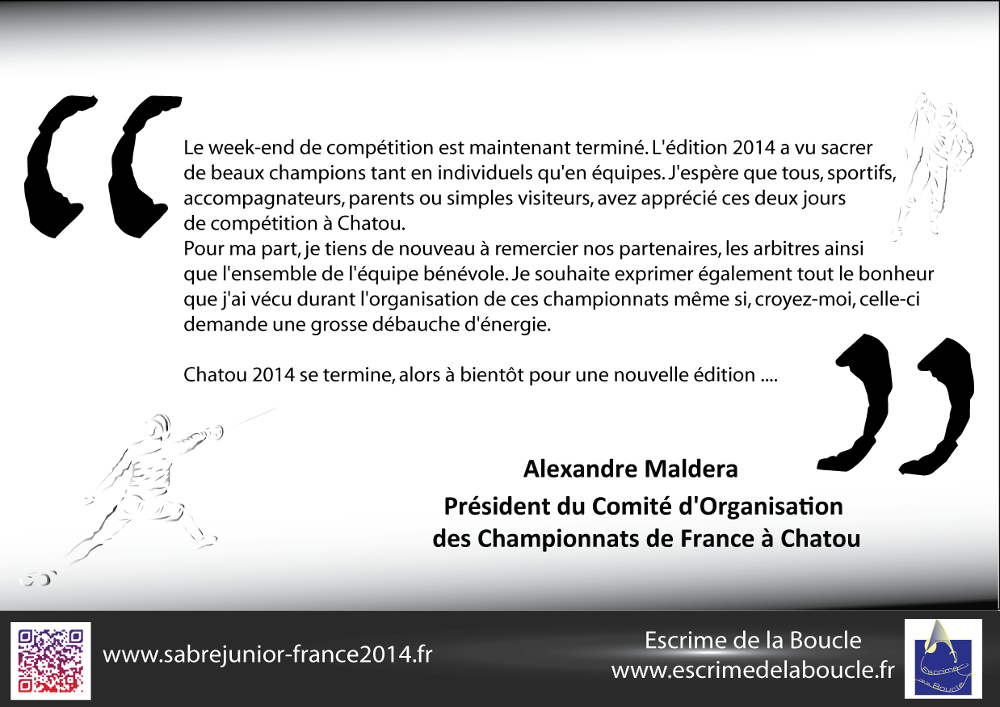 Le week-end de compétition est maintenant terminé. L'édition 2014 a vu sacrer
de beaux champions tant en individuels qu'en équipes. J'espère que tous, sportifs,
accompagnateurs, parents ou simples visiteurs, avez apprécié ces deux jours
de compétition à Chatou.
Pour ma part, je tiens de nouveau à remercier nos partenaires, les arbitres ainsi
que l'ensemble de l'équipe bénévole. Je souhaite exprimer également tout le bonheur
que j'ai vécu durant l'organisation de ces championnats même si, croyez-moi, celle-ci
demande une grosse débauche d'énergie.
Chatou 2014 se termine, alors à bientôt pour une nouvelle édition ....
Alexandre Maldera
Président du Comité d'Organisation
des Championnats de France à Chatou
www.sabrejunior-france2014.fr
Escrime de la Boucle
www.escrimedelaboucle.fr
Escrime
de la
Boucle